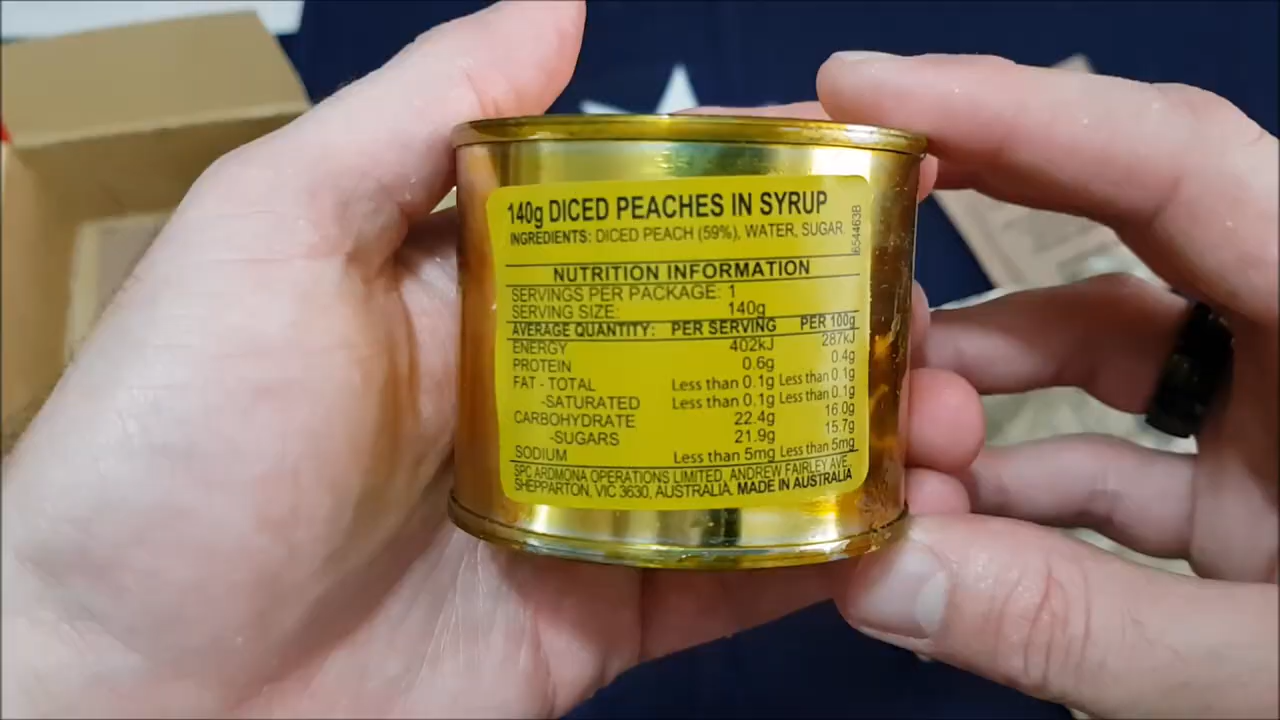 140g DICED PEACHES IN SYRUP
INGREDIENTS: DICED PEACH (59%), WATER, SUGAR.
654463B
NUTRITION INFORMATION
SERVINGS PER PACKAGE: 1
SERVING SIZE: 140g
AVERAGE QUANTITY: PER SERVING PER 100g
ENERGY 402kJ 287kJ
PROTEIN 0.6g 0.4g
FAT - TOTAL Less than 0.1g Less than 0.1g
-SATURATED Less than 0.1g Less than 0.1g
CARBOHYDRATE 22.4g 16.0g
-SUGARS 21.9g 15.7g
SODIUM Less than 5mg Less than 5mg
SPC ARDMONA OPERATIONS LIMITED, ANDREW FAIRLEY AVE,
SHEPPARTON, VIC 3630, AUSTRALIA. MADE IN AUSTRALIA